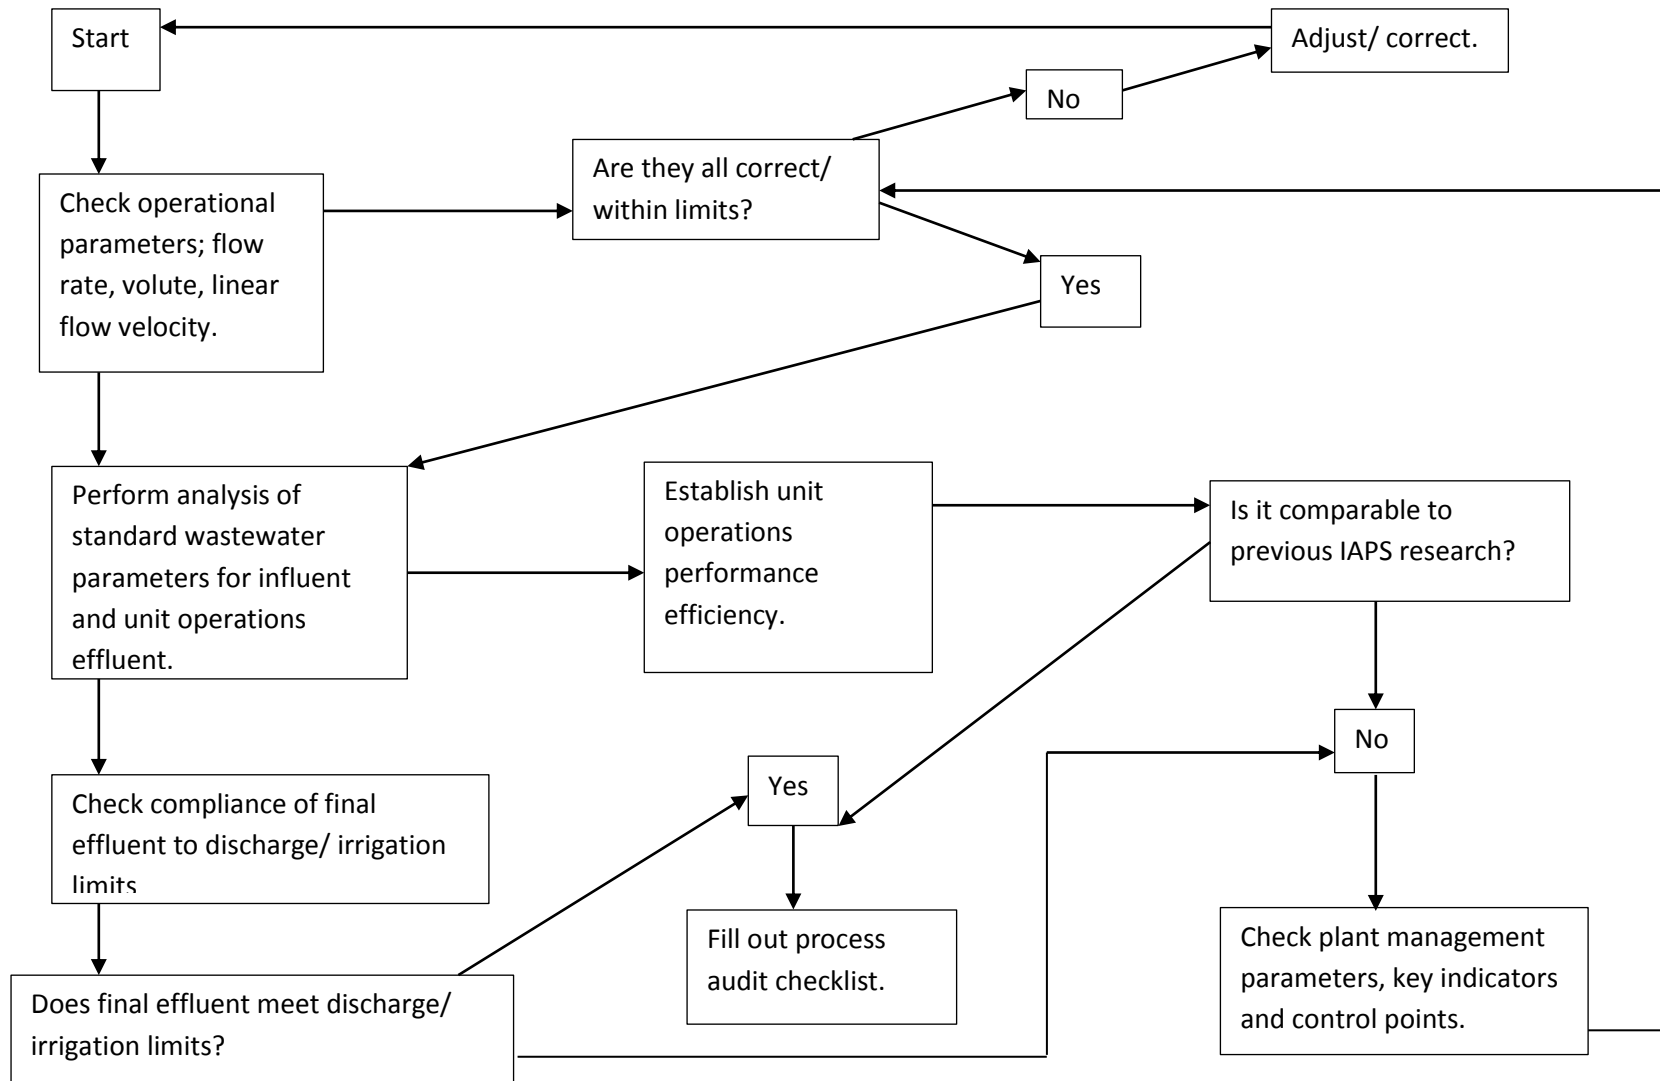 Start
Adjust/ correct.
No
Are they all correct/
within limits?
Check operational
parameters; flow
rate, volute, linear
flow velocity.
Yes
Perform analysis of
standard wastewater
parameters for influent
and unit operations
effluent.
Establish unit
operations
performance
efficiency.
Is it comparable to
previous IAPS research?
No
Yes
Check compliance of final
effluent to discharge/ irrigation
limits
Fill out process
audit checklist.
Check plant management
parameters, key indicators
and control points.
Does final effluent meet discharge/
irrigation limits?